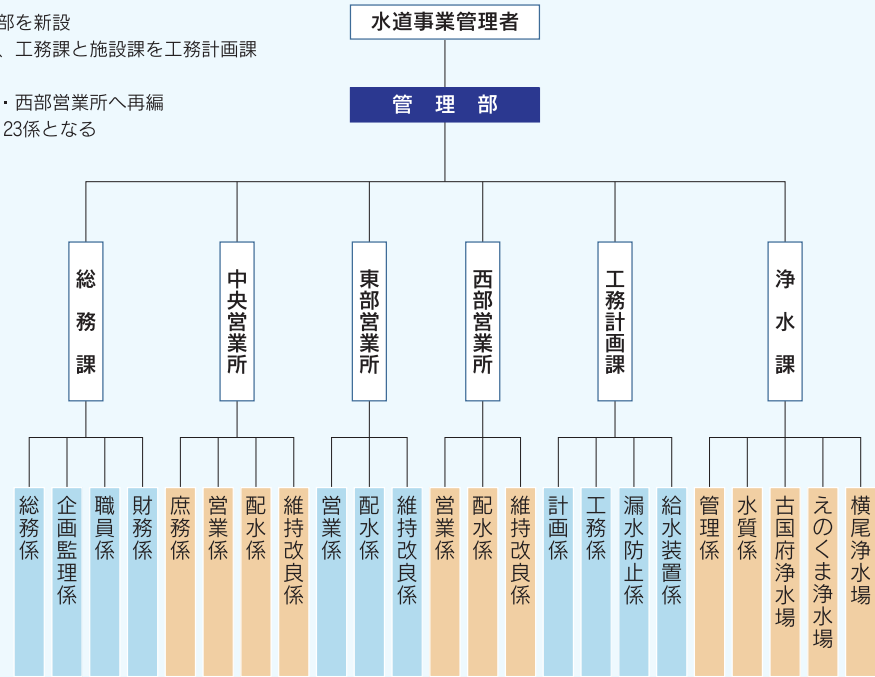 部を新設
、工務課と施設課を工務計画課
・西部営業所へ再編
23係となる
水道事業管理者
管理部
総務課
中央営業所
東部営業所
西部営業所
工務計画課
浄水課
総務係
企画監理係
職員係
財務係
庶務係
営業係
配水係
維持改良係
営業係
配水係
維持改良係
営業係
配水係
維持改良係
計画係
工務係
漏水防止係
給水装置係
管理係
水質係
古国府浄水場
えのくま浄水場
横尾浄水場